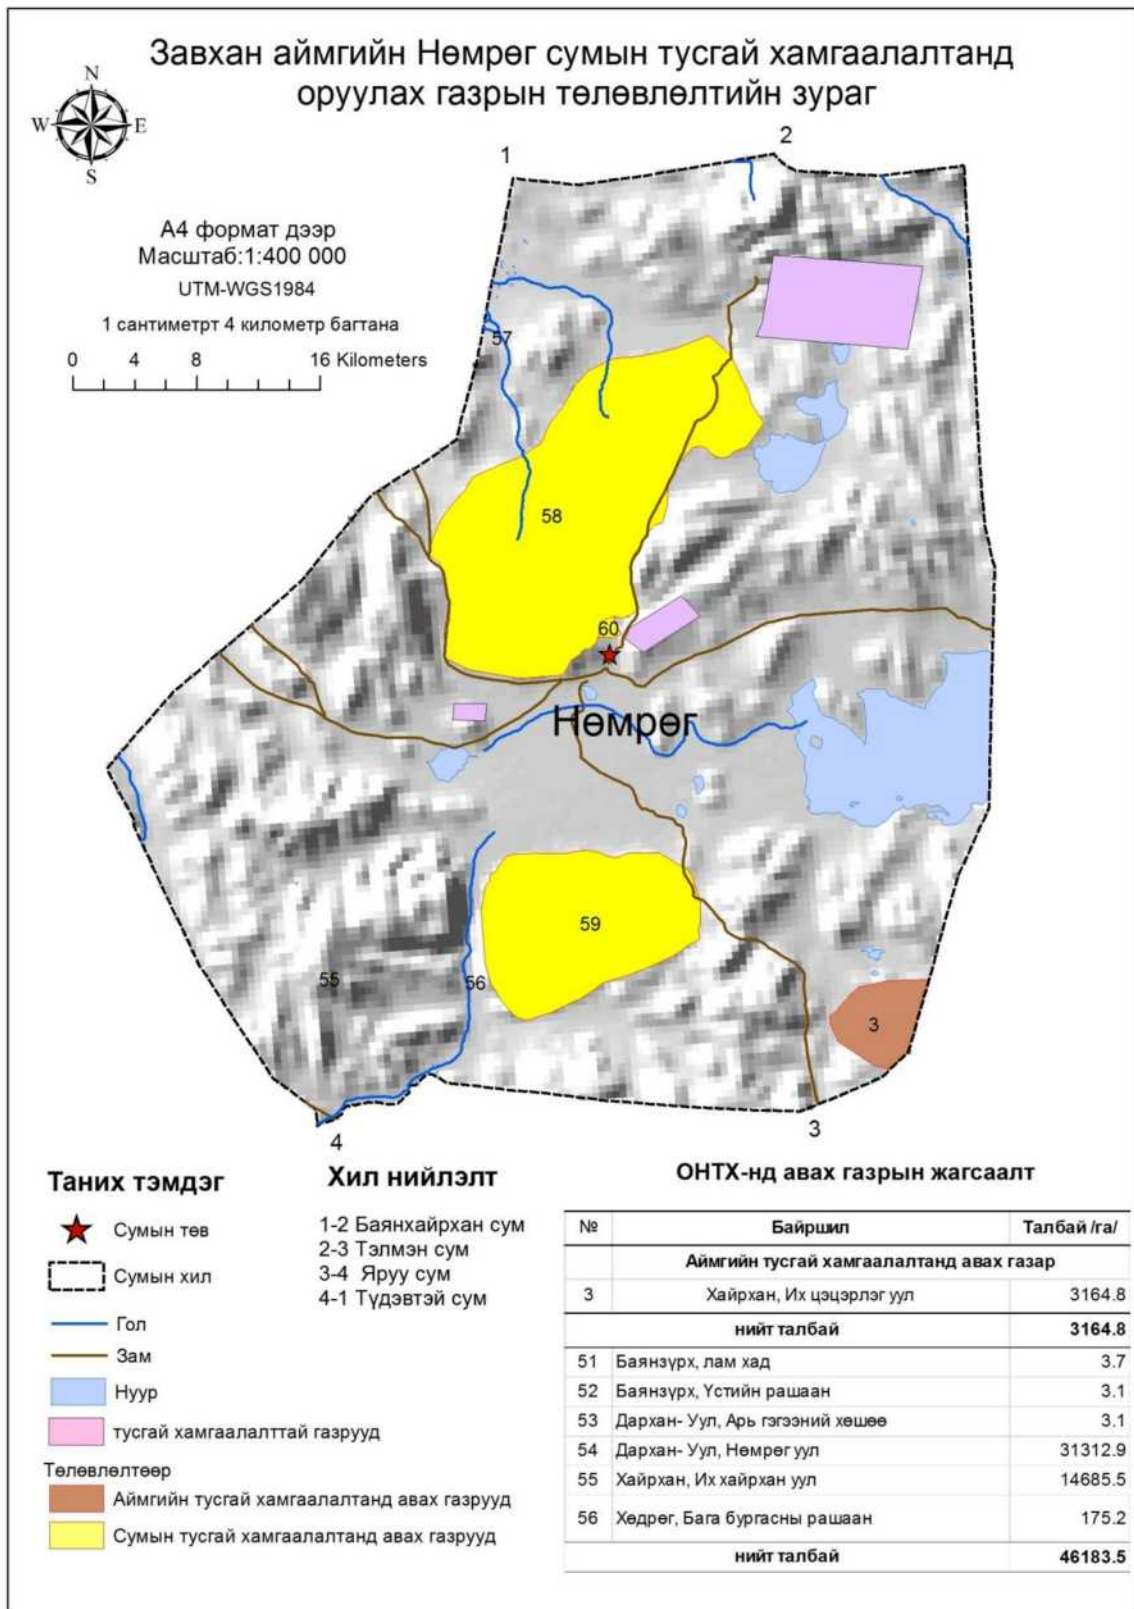 Завхан аймгийн Нөмрөг сумын тусгай хамгаалалтанд
оруулах газрын төлөвлөлтийн зураг
N
W E
S
1
2
А4 формат дээр
Масштаб:1:400 000
UTM-WGS1984
1 сантиметрт 4 километр багтана
0 4 8 16 Kilometers
57
58
60
Нөмрөг
59
55
56
3
4
3
Таних тэмдэг
Сумын төв
Сумын хил
Гол
Зам
Нуур
тусгай хамгаалалттай газрууд
Төлөвлөлтөөр
Аймгийн тусгай хамгаалалтанд авах газрууд
Сумын тусгай хамгаалалтанд авах газрууд
Хил нийлэлт
1-2 Баянхайрхан сум
2-3 Тэлмэн сум
3-4 Яруу сум
4-1 Түдэвтэй сум
ОНТХ-нд авах газрын жагсаалт
№ Байршил Талбай /га/
Аймгийн тусгай хамгаалалтанд авах газар
3 Хайрхан, Их цэцэрлэг уул 3164.8
нийт талбай 3164.8
51 Баянзүрх, лам хад 3.7
52 Баянзүрх, Үстийн рашаан 3.1
53 Дархан- Уул, Арь гэгээний хөшөө 3.1
54 Дархан- Уул, Нөмрөг уул 31312.9
55 Хайрхан, Их хайрхан уул 14685.5
56 Хөдрөг, Бага бургасны рашаан 175.2
нийт талбай 46183.5